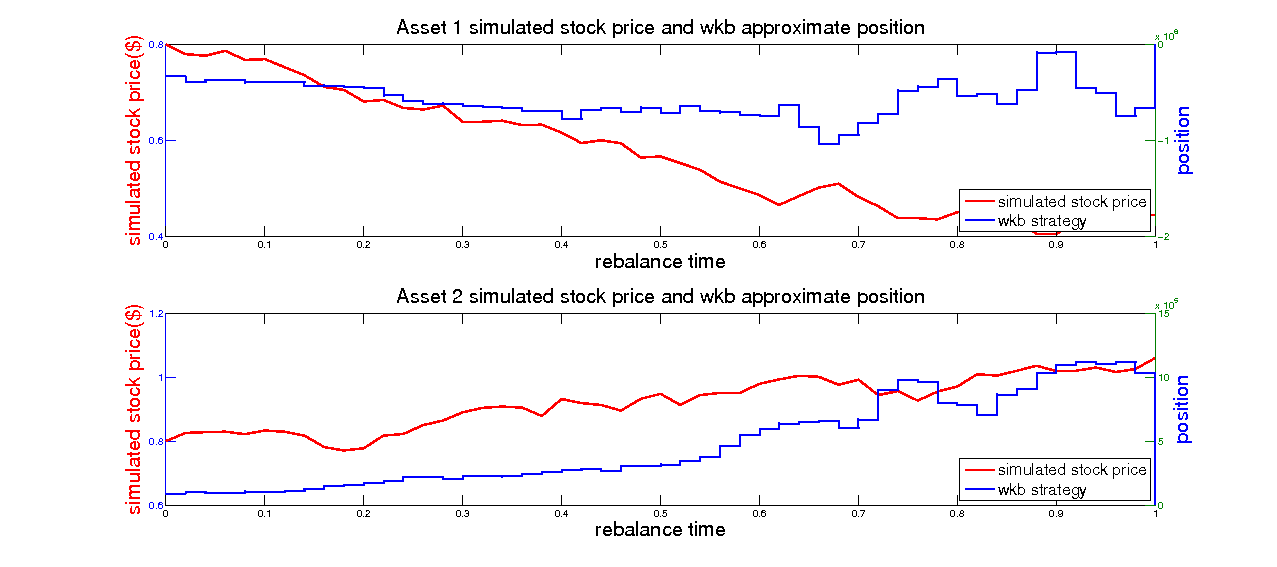 Asset 1 simulated stock price and wkb approximate position
x 10
0.8
0.6
0.4
simulated stock price($)
0
-1
-2
position
simulated stock price
wkb strategy
0 0.1 0.2 0.3 0.4 0.5 0.6 0.7 0.8 0.9 1
rebalance time
Asset 2 simulated stock price and wkb approximate position
x 10
1.2
1
0.8
0.6
simulated stock price($)
15
10
5
0
position
simulated stock price
wkb strategy
0 0.1 0.2 0.3 0.4 0.5 0.6 0.7 0.8 0.9 1
rebalance time